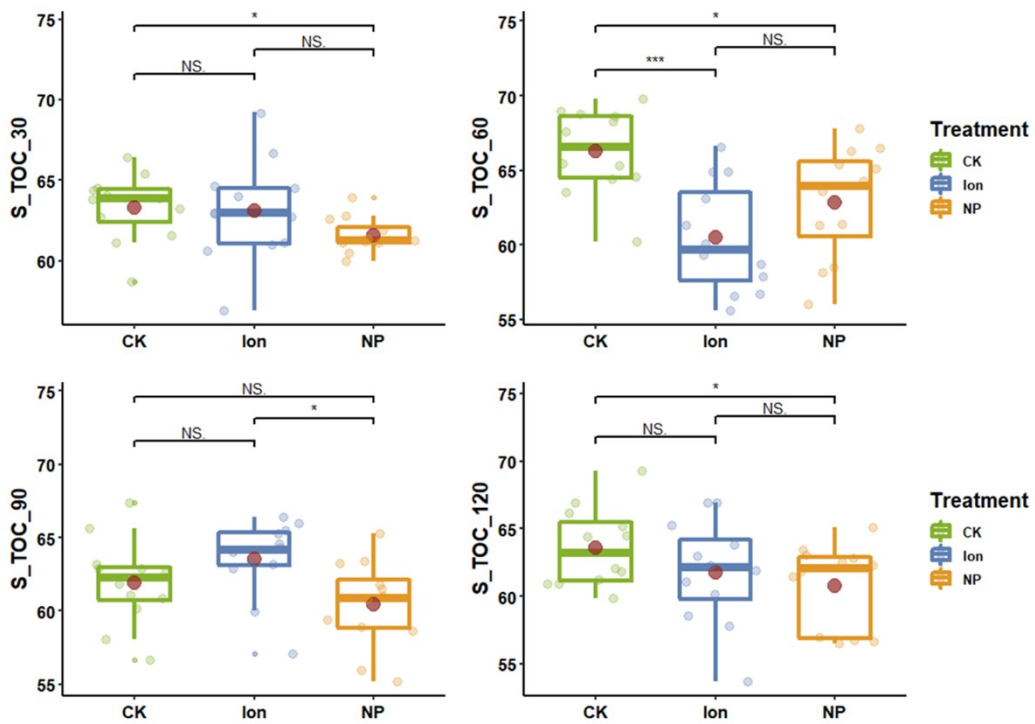 S_TOC_30
75
70
65
60
*
NS.
NS.
CK
Ion
NP
S_TOC_60
75
70
65
60
55
*
NS.
***
CK
Ion
NP
Treatment
CK
Ion
NP
S_TOC_90
75
70
65
60
55
NS.
*
NS.
CK
Ion
NP
S_TOC_120
75
70
65
60
55
*
NS.
NS.
CK
Ion
NP
Treatment
CK
Ion
NP